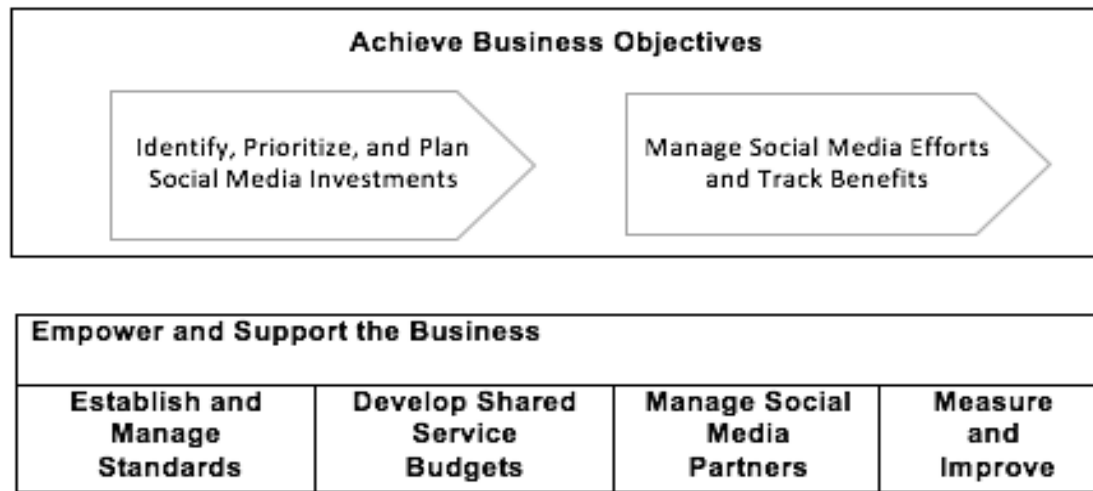 Achieve Business Objectives
Identify, Prioritize, and Plan
Social Media Investments
Manage Social Media Efforts
and Track Benefits
Empower and Support the Business
Establish and
Manage
Standards
Develop Shared
Service
Budgets
Manage Social
Media
Partners
Measure
and
Improve